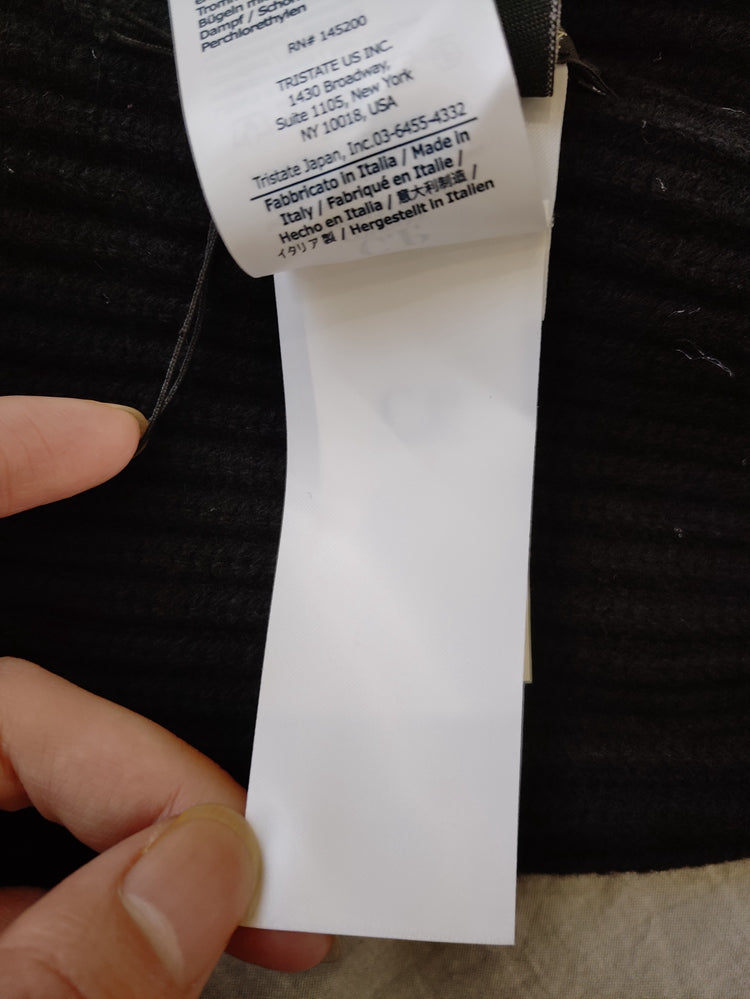 Bügeln
Dampf / Schon
Perchlorethylen
RN# 145200
TRISTATE US INC.
1430 Broadway,
Suite 1105, New York
NY 10018, USA
Tristate Japan, Inc.03-6455-4332
Fabbricato in Italia / Made in
Italy / Fabriqué en Italie /
Hecho en Italia / 意大利制造 /
イタリア製 / Hergestellt in Italien